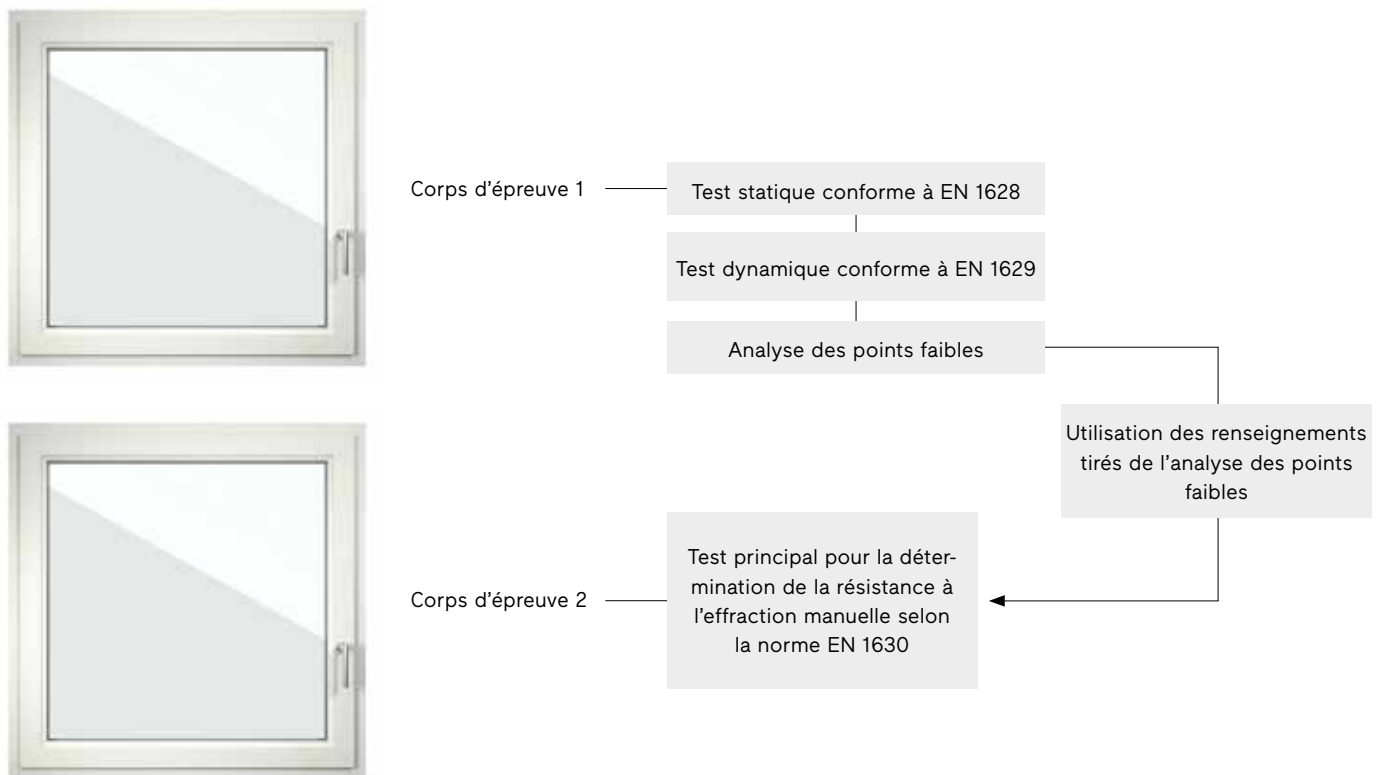 Corps d'épreuve 1
Test statique conforme à EN 1628
Test dynamique conforme à EN 1629
Analyse des points faibles
Utilisation des renseignements
tirés de l'analyse des points
faibles
Corps d'épreuve 2
Test principal pour la déter-
mination de la résistance à
l'effraction manuelle selon
la norme EN 1630